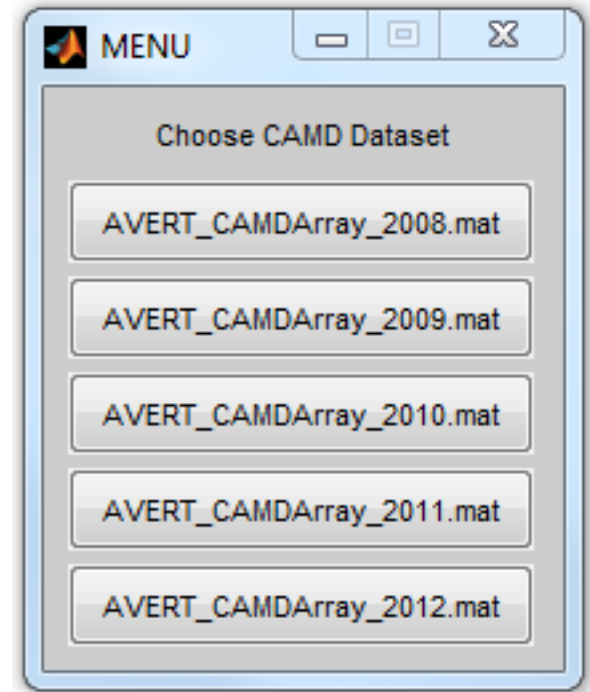 MENU
Choose CAMD Dataset
AVERT_CAMDArray_2008.mat
AVERT_CAMDArray_2009.mat
AVERT_CAMDArray_2010.mat
AVERT_CAMDArray_2011.mat
AVERT_CAMDArray_2012.mat